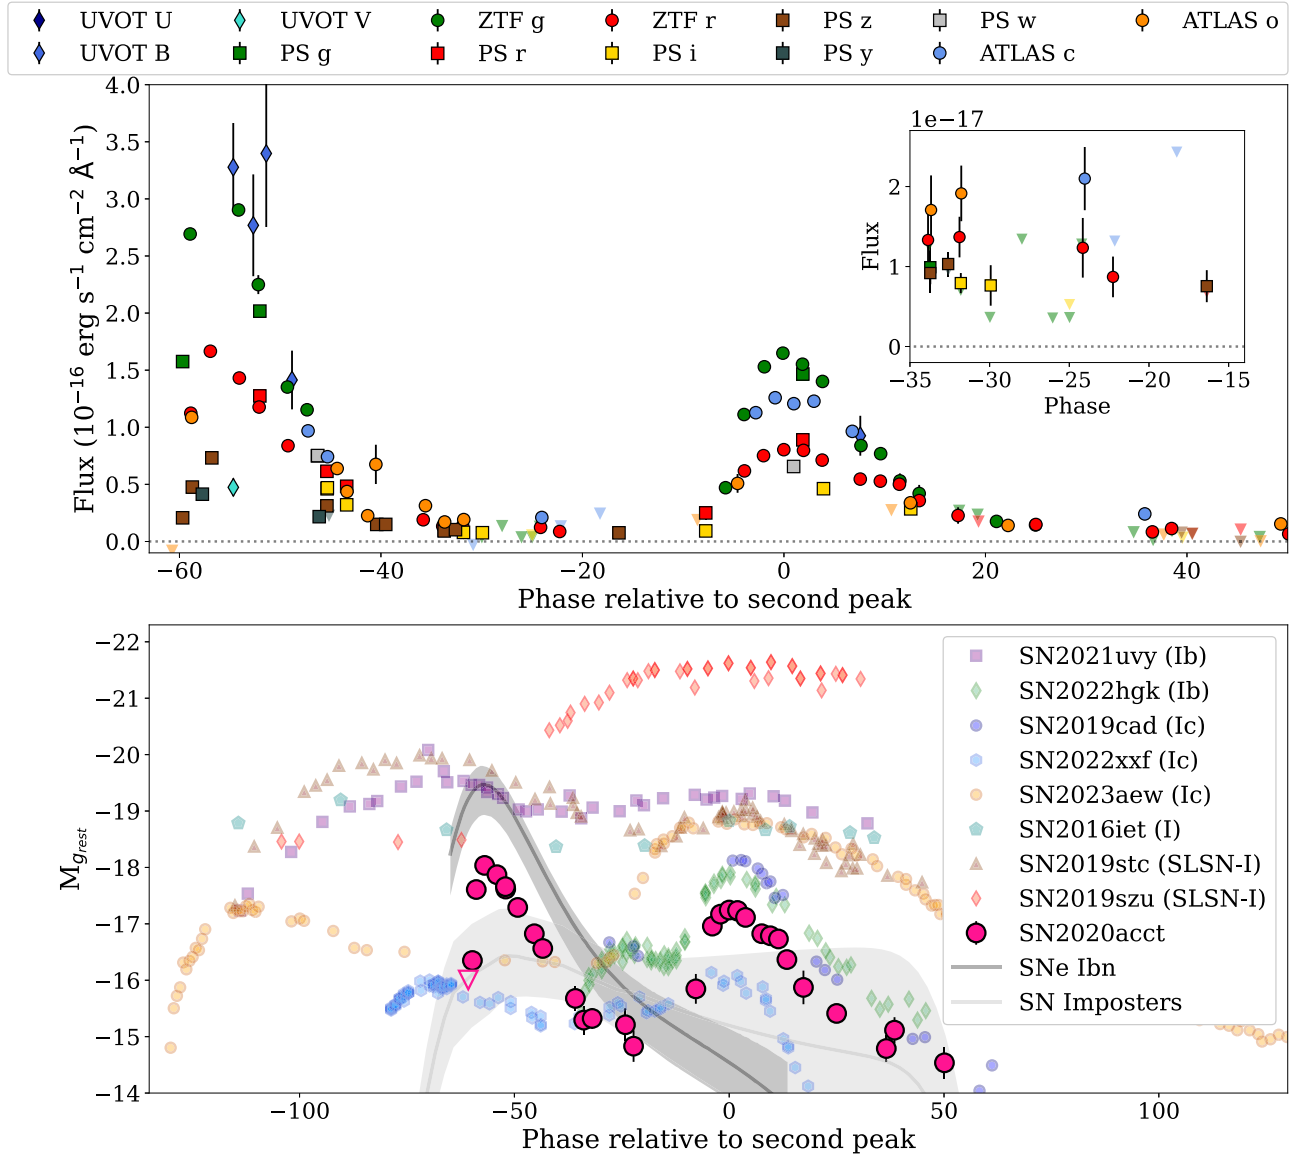 UVOT U UVOT V ZTF g ZTF r PS z PS w ATLAS o
UVOT B PS g PS r PS i PS y ATLAS c
4.0
3.5
3.0
2.5
2.0
1.5
1.0
0.5
0.0
Flux (10⁻¹⁶ erg s⁻¹ cm⁻² Å⁻¹)
−60 −40 −20 0 20 40
Phase relative to second peak
1e−17
2
1
0
Flux
−35 −30 −25 −20 −15
Phase
−22
−21
−20
−19
−18
−17
−16
−15
−14
M_{g_{rest}}
SN2021uvy (Ib)
SN2022hgk (Ib)
SN2019cad (Ic)
SN2022xxf (Ic)
SN2023aew (Ic)
SN2016iet (I)
SN2019stc (SLSN-I)
SN2019szu (SLSN-I)
SN2020acct
SNe Ibn
SN Imposters
−100 −50 0 50 100
Phase relative to second peak